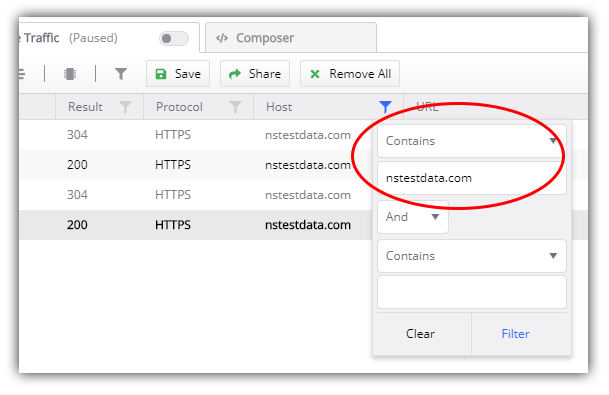 Traffic (Paused) </> Composer
Save Share Remove All
Result Protocol Host URL
304 HTTPS nstestdata.com
Contains
200 HTTPS nstestdata.com
nstestdata.com
304 HTTPS nstestdata.com
And
200 HTTPS nstestdata.com
Contains
Clear Filter